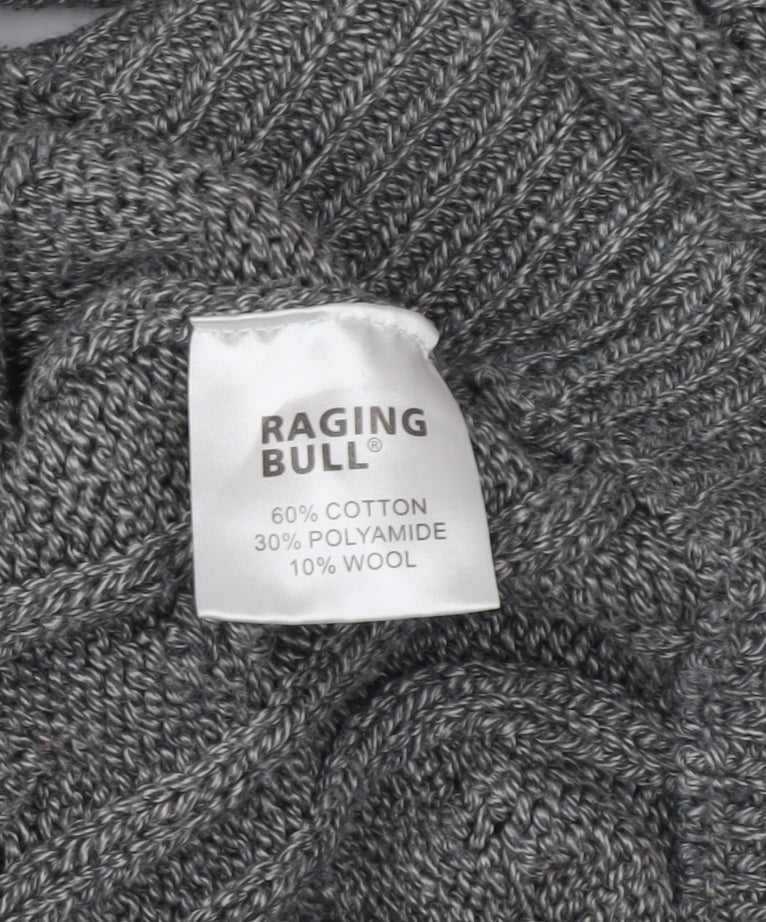 RAGING
BULL®
60% COTTON
30% POLYAMIDE
10% WOOL